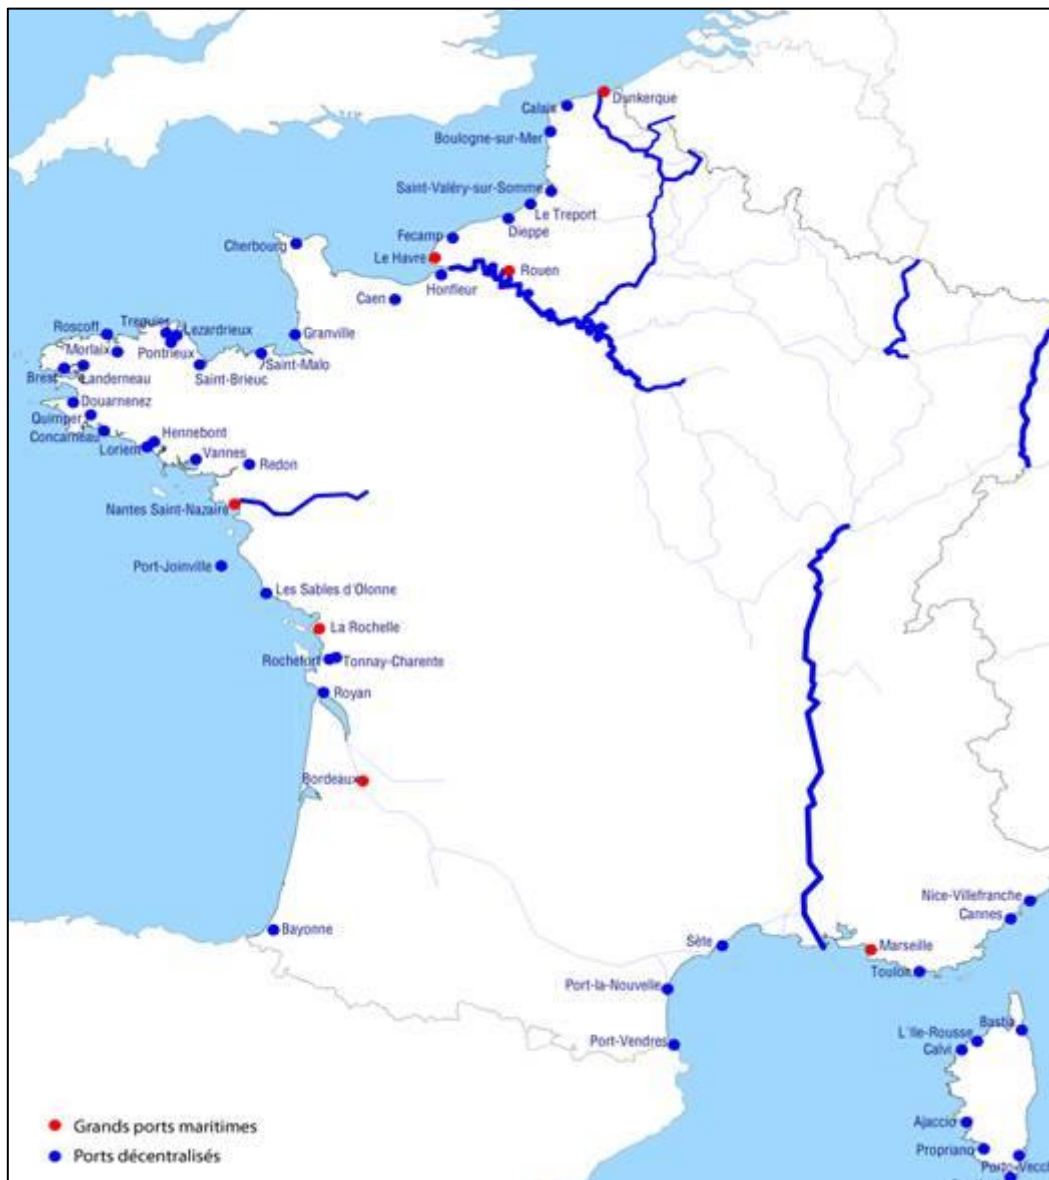 Dunkerque
Calais
Boulogne-sur-Mer
Saint-Valéry-sur-Somme
Le Treport
Dieppe
Fecamp
Cherbourg
Le Havre
Rouen
Honfleur
Caen
Treguier
Lezardrieux
Roscoff
Granville
Morlaix
Pontrieux
Saint-Malo
Brest
Landerneau
Saint-Brieuc
Douarnenez
Quimper
Concarneau
Hennebont
Lorient
Vannes
Redon
Nantes Saint-Nazaire
Port-Joinville
Les Sables d'Olonne
La Rochelle
Rochefort
Tonnay-Charente
Royan
Bordeaux
Bayonne
Nice-Villefranche
Cannes
Sète
Marseille
Toulon
Port-la-Nouvelle
Port-Vendres
Bastia
L'Ile-Rousse
Calvi
Ajaccio
Propriano
Porto-Vecch
Grands ports maritimes
Ports décentralisés